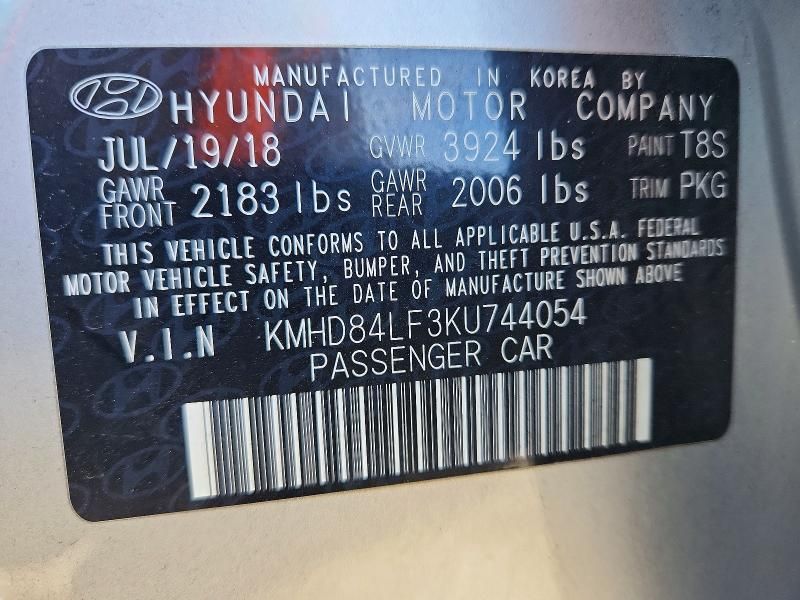 MANUFACTURED IN KOREA BY
HYUNDAI MOTOR COMPANY
JUL/19/18 GVWR 3924 lbs PAINT T8S
GAWR FRONT 2183 lbs GAWR REAR 2006 lbs TRIM PKG
THIS VEHICLE CONFORMS TO ALL APPLICABLE U.S.A. FEDERAL
MOTOR VEHICLE SAFETY, BUMPER, AND THEFT PREVENTION STANDARDS
IN EFFECT ON THE DATE OF MANUFACTURE SHOWN ABOVE
V.I.N KMHD84LF3KU744054
PASSENGER CAR